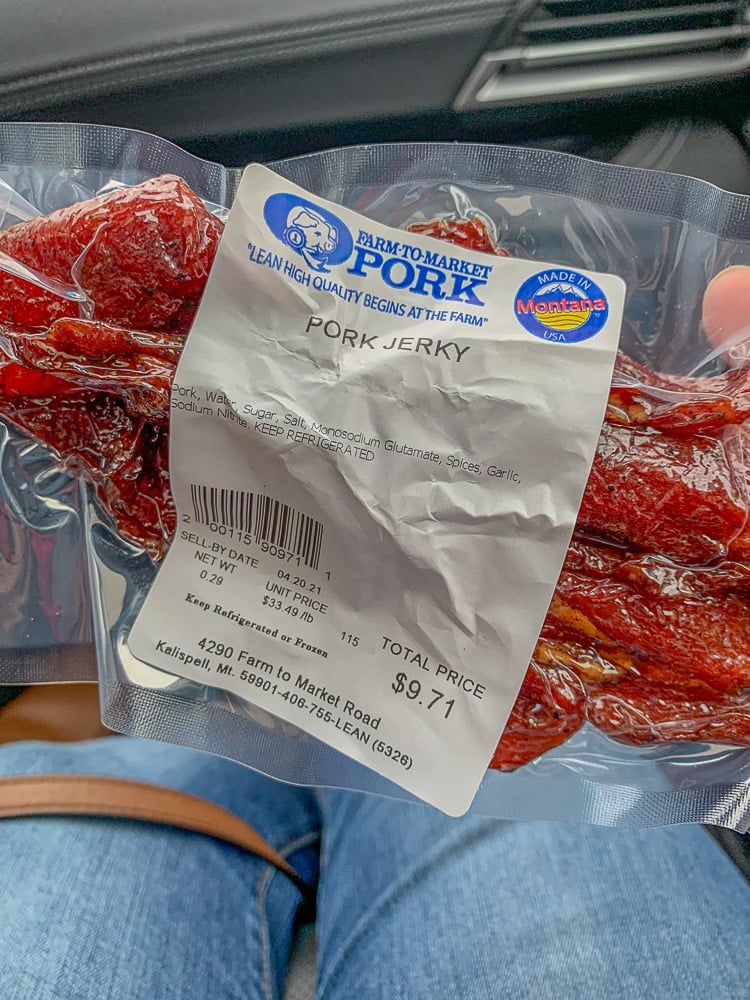 FARM-TO-MARKET
PORK
"LEAN HIGH QUALITY BEGINS AT THE FARM"
MADE IN
Montana
USA
PORK JERKY
Pork, Water, Sugar, Salt, Monosodium Glutamate, Spices, Garlic,
Sodium Nitrite. KEEP REFRIGERATED
2 00115 90971 1
SELL-BY DATE 04.20.21
NET WT UNIT PRICE
0.29 $33.49 /lb
Keep Refrigerated or Frozen 115
TOTAL PRICE
$9.71
4290 Farm to Market Road
Kalispell, Mt. 59901-406-755-LEAN (5326)